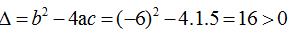 Δ = b² − 4ac = (−6)² − 4.1.5 = 16 > 0